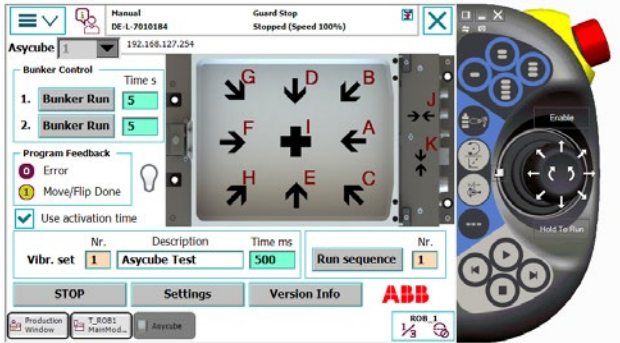 Manual
Guard Stop
DE-L-7010184
Stopped (Speed 100%)
Asycube 1 192.168.127.254
Bunker Control
Time s
1. Bunker Run 5
2. Bunker Run 5
Program Feedback
0 Error
1 Move/Flip Done
Use activation time
G D B
F I A
H E C
J
K
Enable
Hold To Run
Nr. Description Time ms Nr.
Vibr. set 1 Asycube Test 500 Run sequence 1
STOP Settings Version Info ABB
Production
Window
T_ROB1
MainMod...
Asycube
ROB_1
1/3